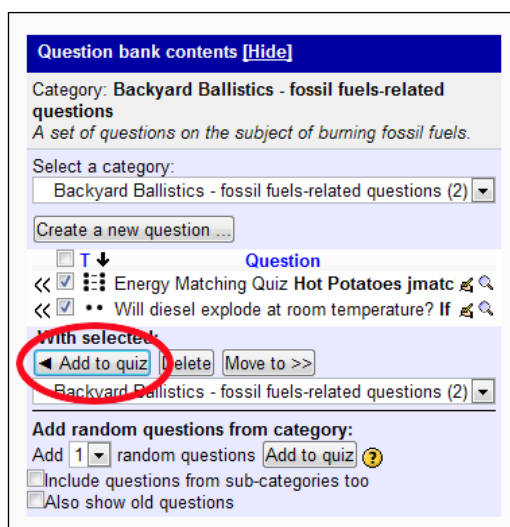 Question bank contents [Hide]
Category: Backyard Ballistics - fossil fuels-related
questions
A set of questions on the subject of burning fossil fuels.
Select a category:
Backyard Ballistics - fossil fuels-related questions (2)
Create a new question ...
T Question
Energy Matching Quiz Hot Potatoes jmatc
Will diesel explode at room temperature? If
With selected:
◄ Add to quiz Delete Move to >>
Backyard Ballistics - fossil fuels-related questions (2)
Add random questions from category:
Add 1 random questions Add to quiz ?
Include questions from sub-categories too
Also show old questions